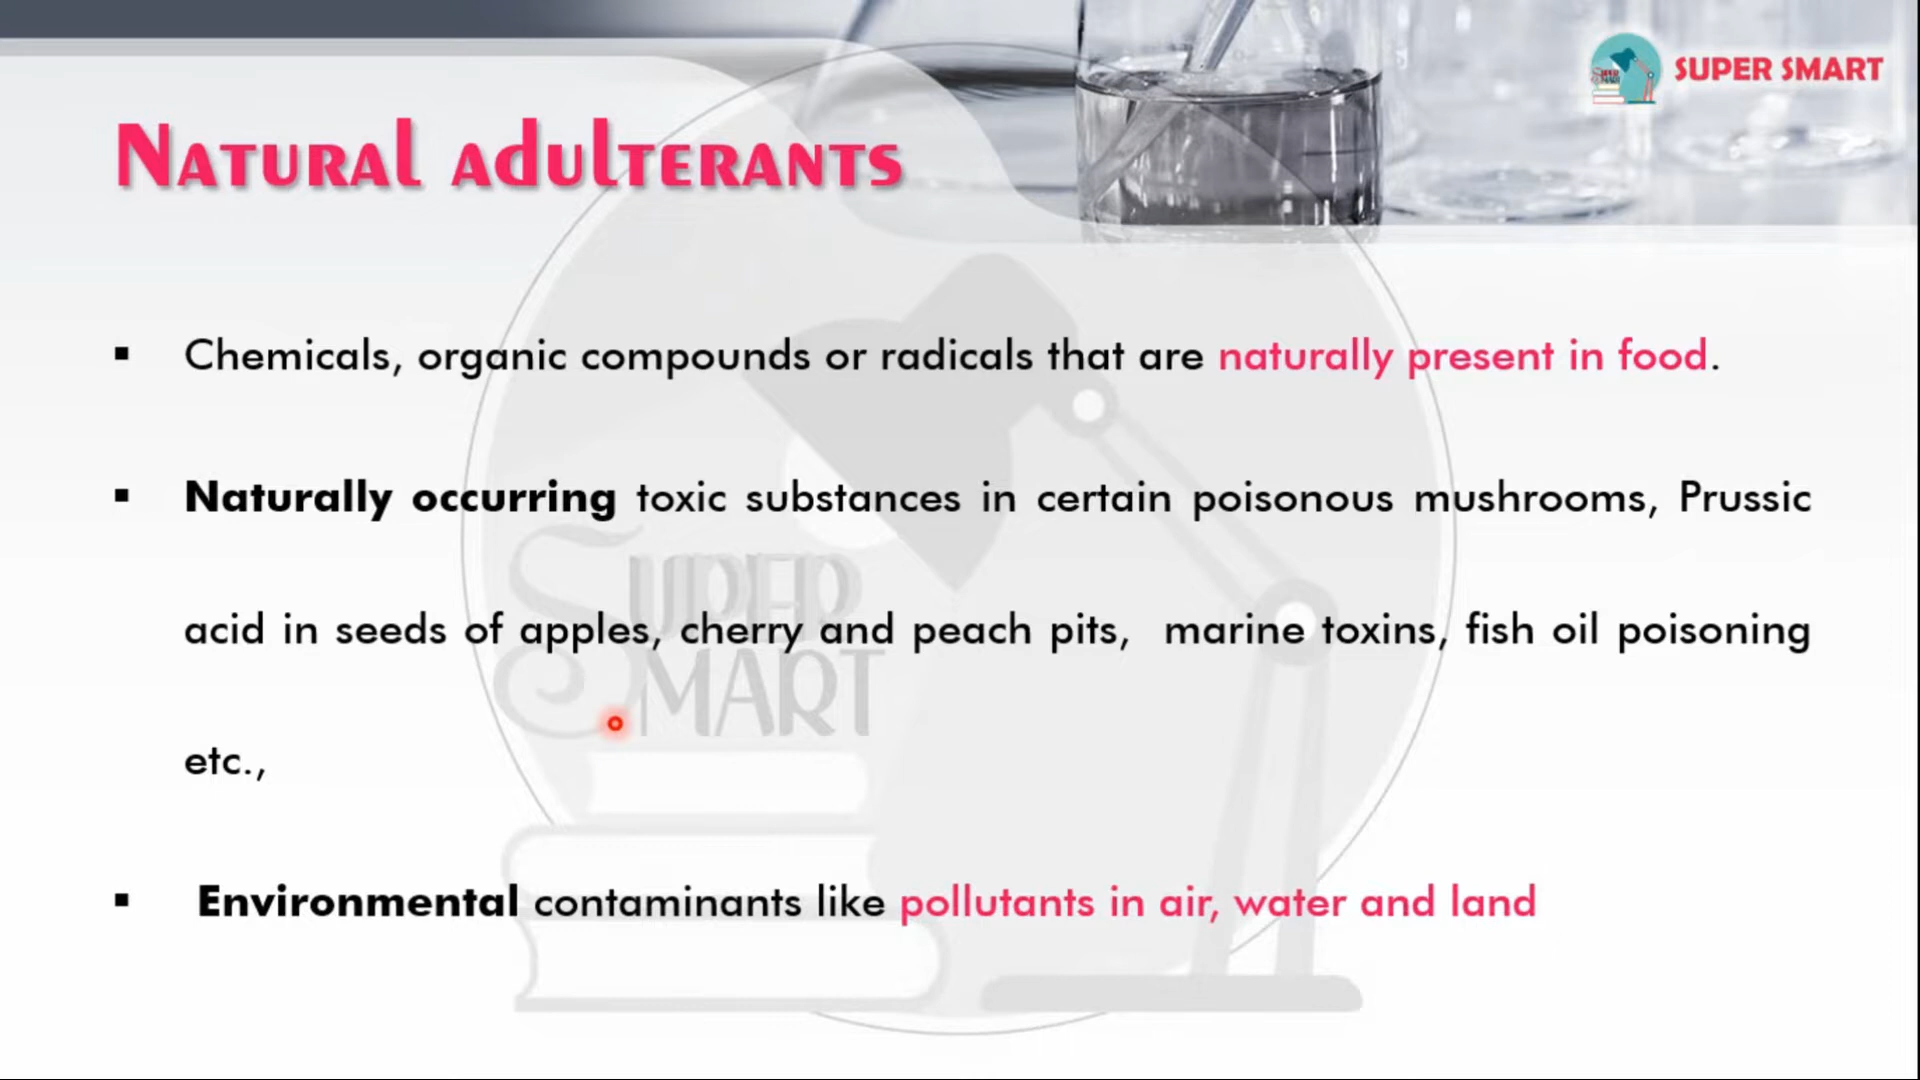 SUPER SMART
Natural adulterants
▪ Chemicals, organic compounds or radicals that are naturally present in food.
▪ Naturally occurring toxic substances in certain poisonous mushrooms, Prussic
acid in seeds of apples, cherry and peach pits, marine toxins, fish oil poisoning
etc.,
▪ Environmental contaminants like pollutants in air, water and land
SUPER
SMART